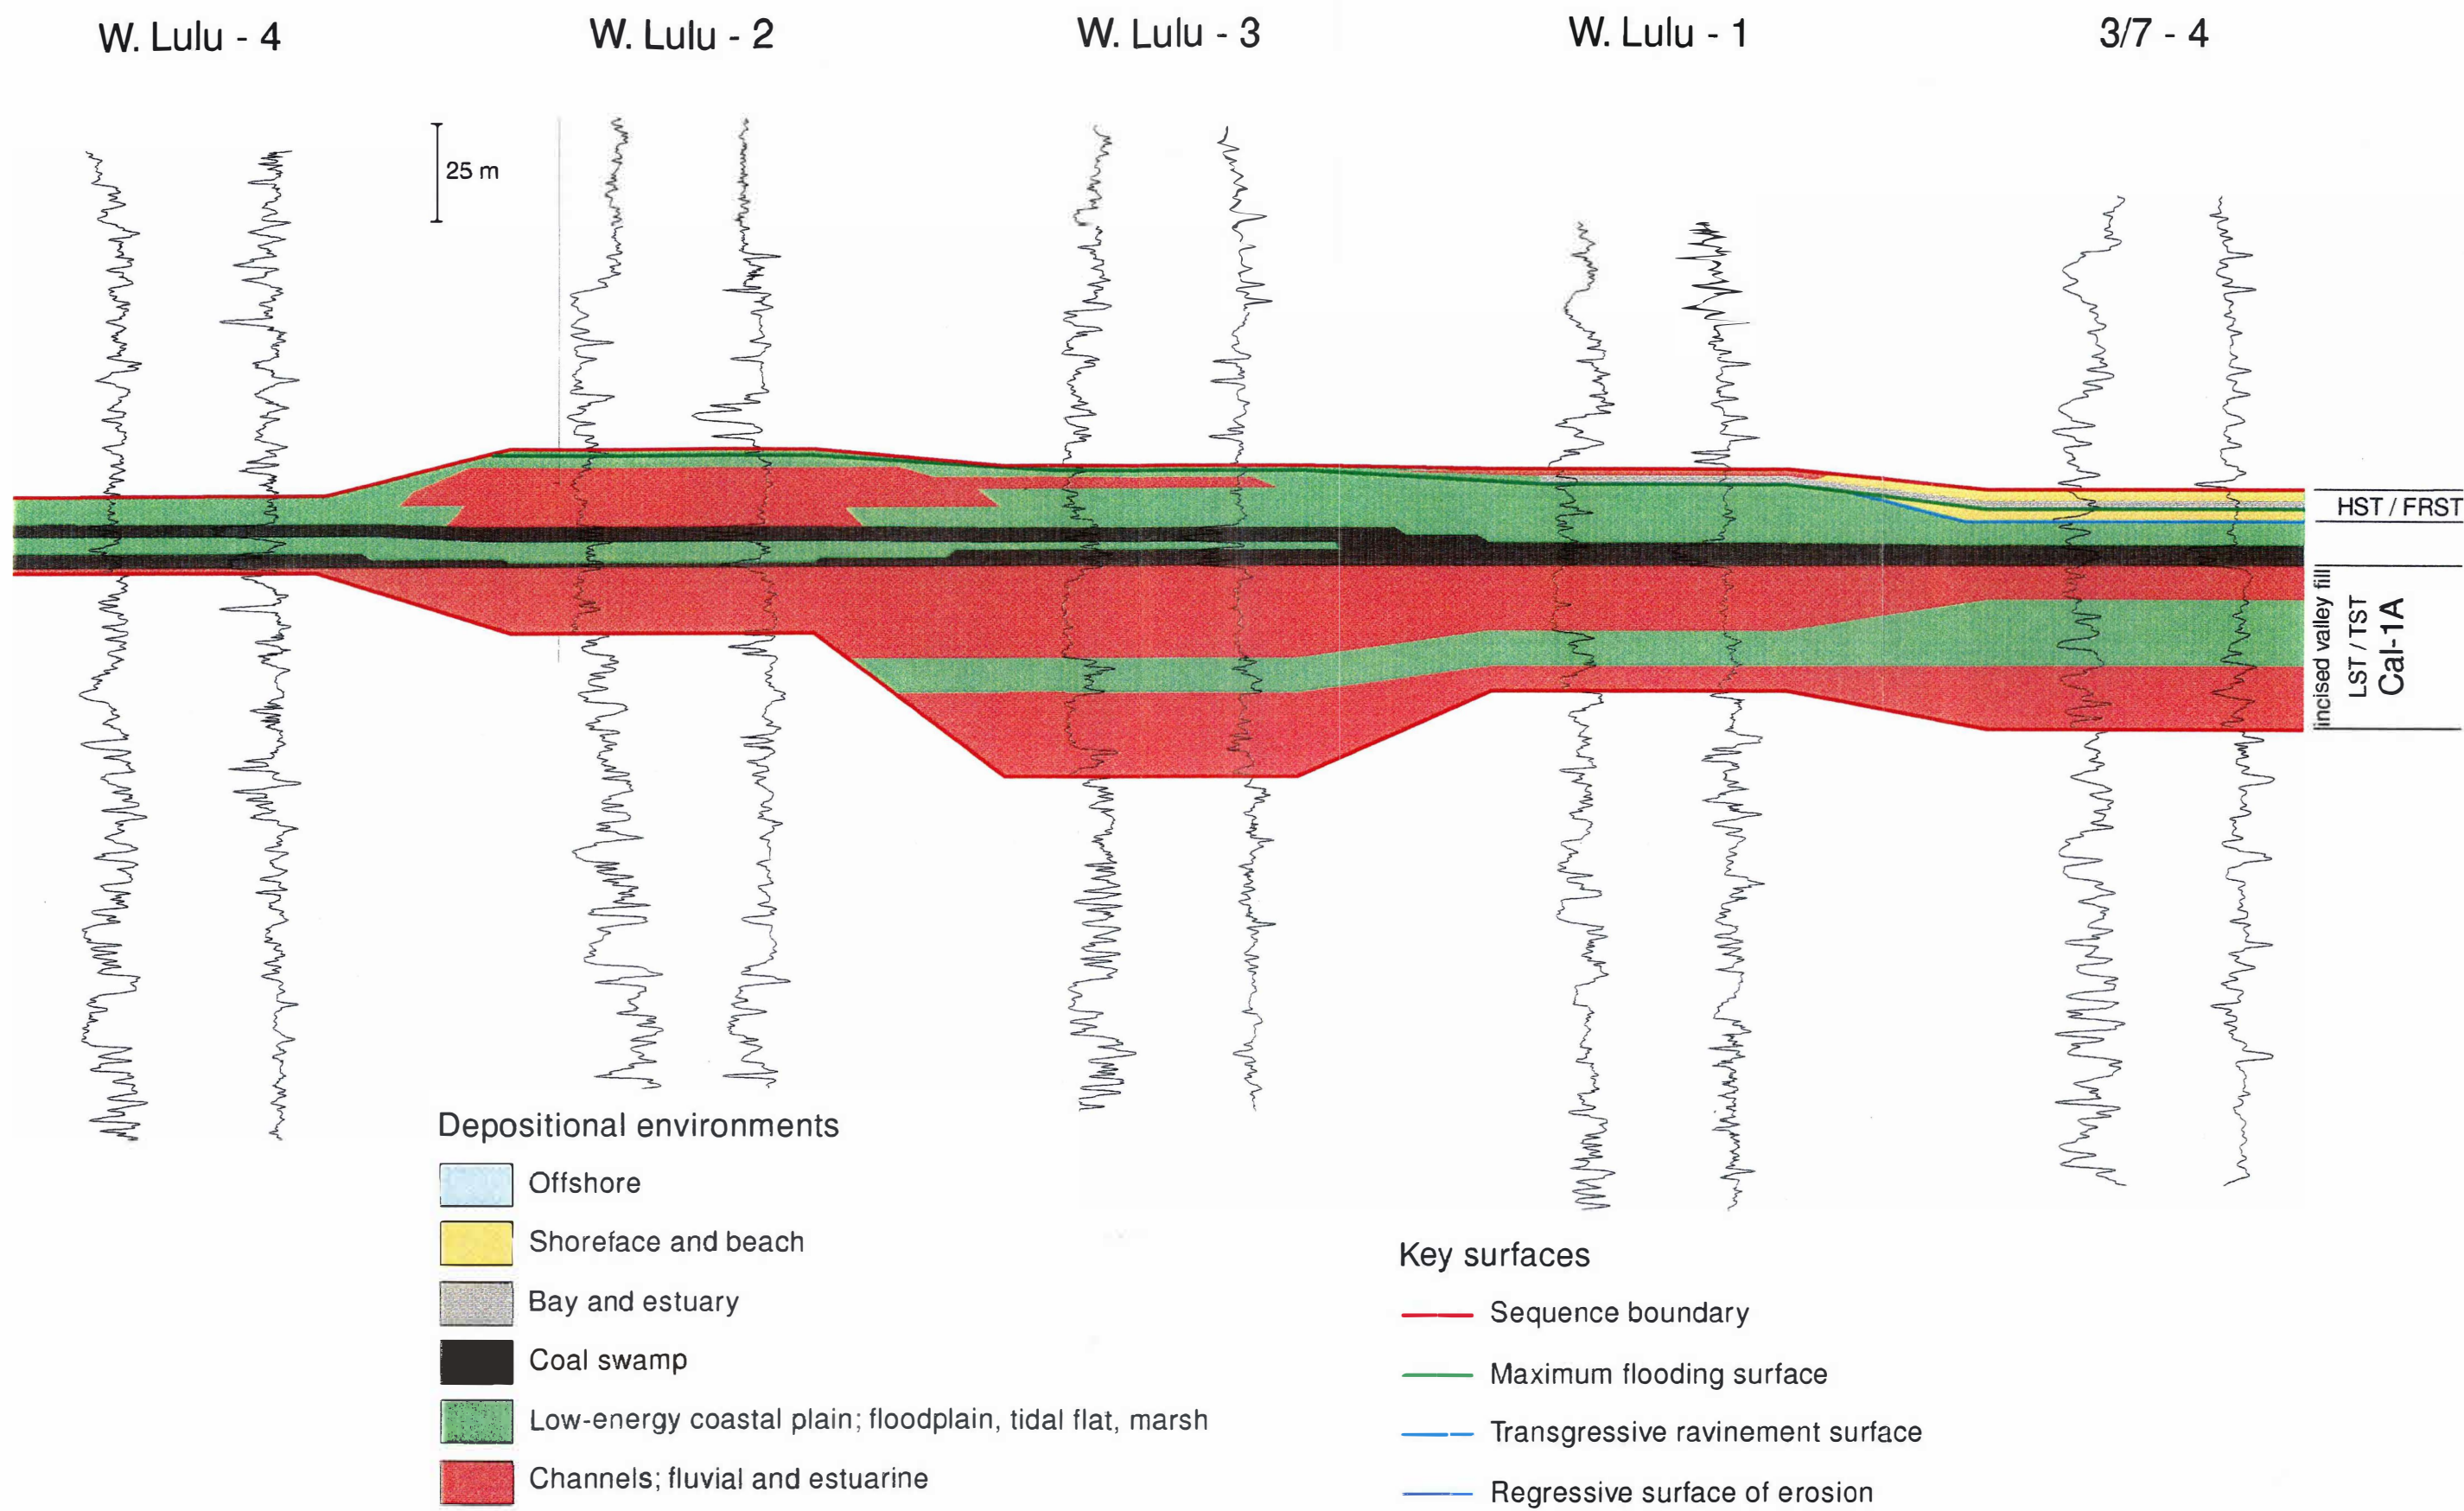 W. Lulu - 4
W. Lulu - 2
W. Lulu - 3
W. Lulu - 1
3/7 - 4
25 m
HST / FRST
incised valley fill
LST / TST
Cal-1A
Depositional environments
Offshore
Shoreface and beach
Bay and estuary
Coal swamp
Low-energy coastal plain; floodplain, tidal flat, marsh
Channels; fluvial and estuarine
Key surfaces
Sequence boundary
Maximum flooding surface
Transgressive ravinement surface
Regressive surface of erosion